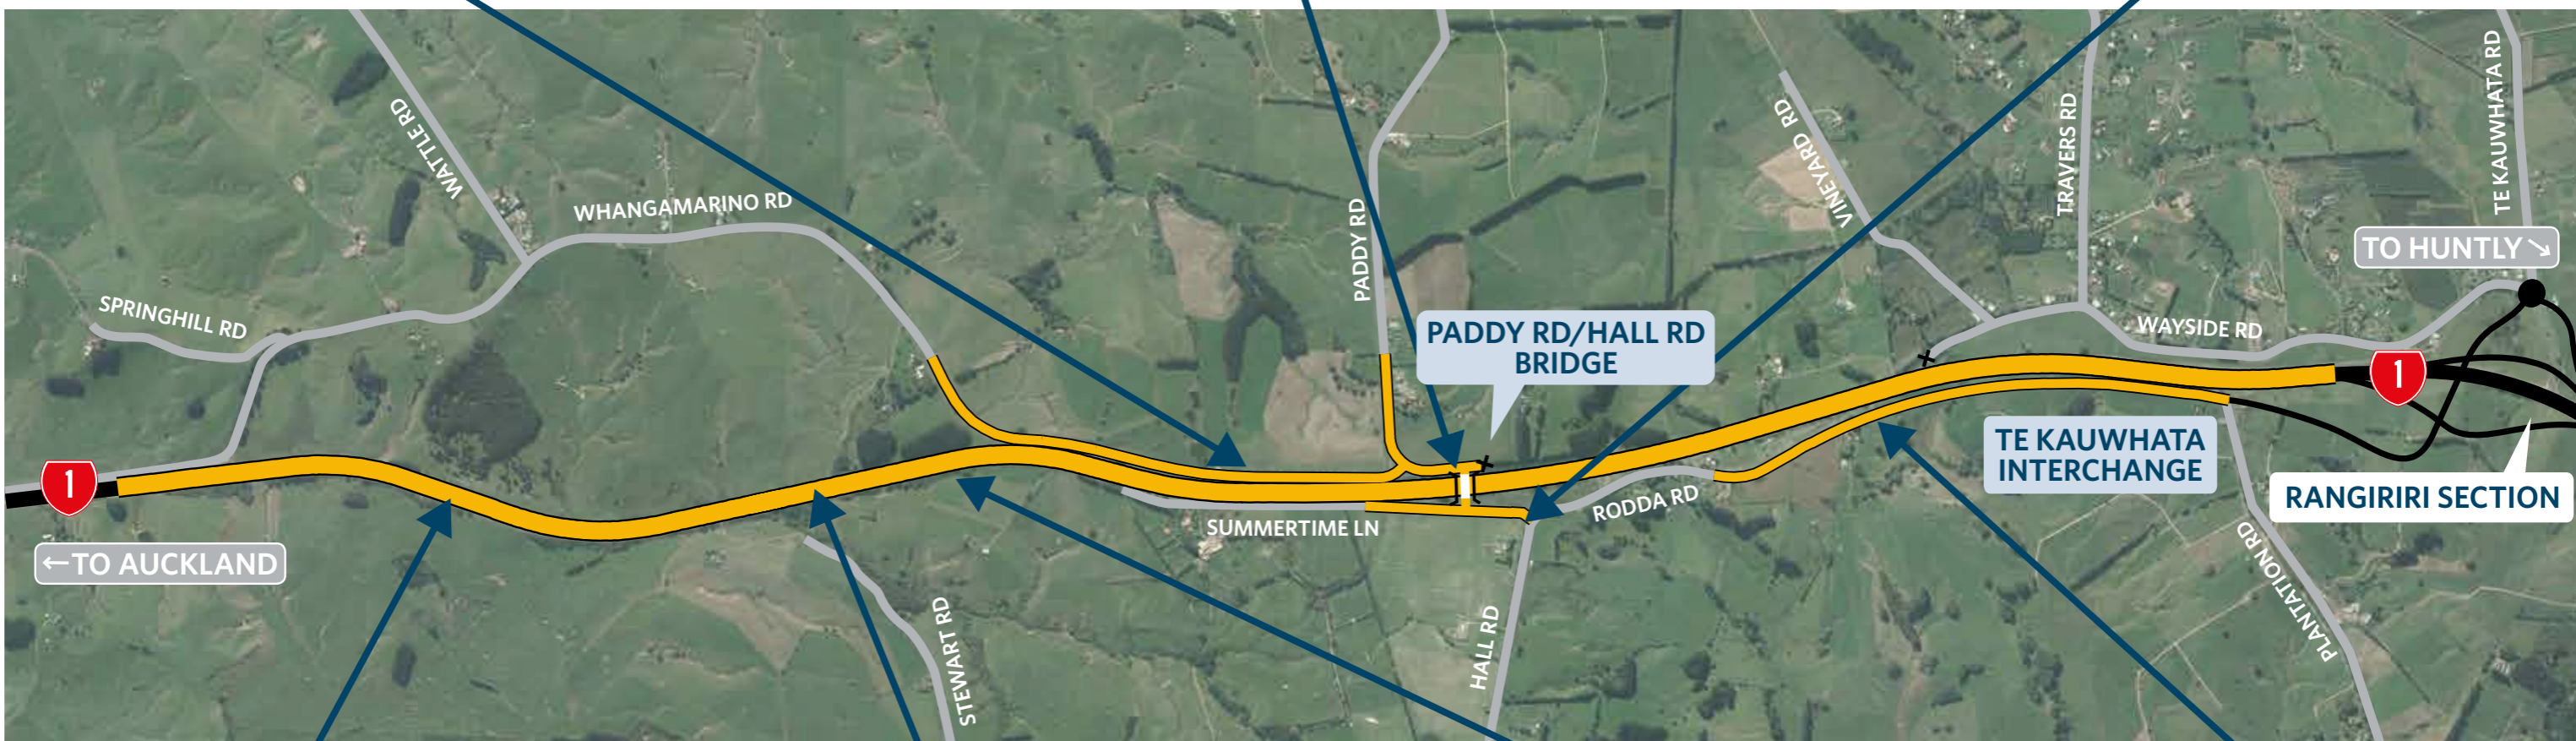 WATTLE RD
WHANGAMARINO RD
SPRINGHILL RD
PADDY RD
PADDY RD/HALL RD
BRIDGE
VINEYARD RD
TRAVERS RD
TE KAUWHATA RD
TO HUNTLY↘
WAYSIDE RD
1
1
←TO AUCKLAND
SUMMERTIME LN
RODDA RD
TE KAUWHATA
INTERCHANGE
RANGIRIRI SECTION
STEWART RD
HALL RD
PLANTATION RD